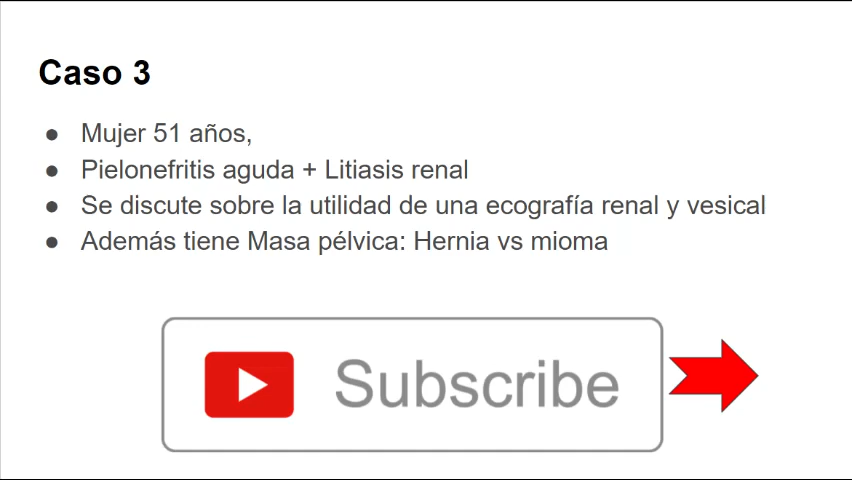 Caso 3
● Mujer 51 años,
● Pielonefritis aguda + Litiasis renal
● Se discute sobre la utilidad de una ecografía renal y vesical
● Además tiene Masa pélvica: Hernia vs mioma
Subscribe